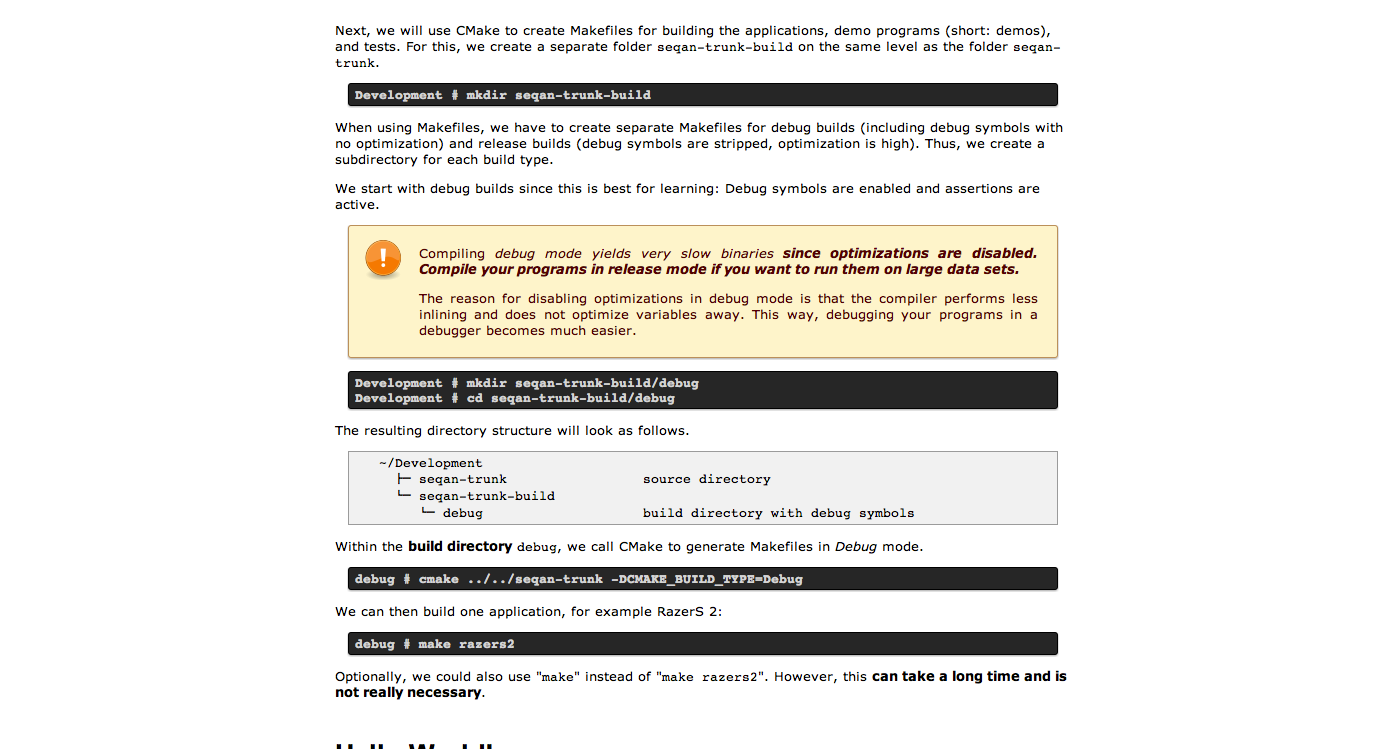 Next, we will use CMake to create Makefiles for building the applications, demo programs (short: demos),
and tests. For this, we create a separate folder seqan-trunk-build on the same level as the folder seqan-
trunk.
Development # mkdir seqan-trunk-build
When using Makefiles, we have to create separate Makefiles for debug builds (including debug symbols with
no optimization) and release builds (debug symbols are stripped, optimization is high). Thus, we create a
subdirectory for each build type.
We start with debug builds since this is best for learning: Debug symbols are enabled and assertions are
active.
Compiling debug mode yields very slow binaries since optimizations are disabled.
Compile your programs in release mode if you want to run them on large data sets.
The reason for disabling optimizations in debug mode is that the compiler performs less
inlining and does not optimize variables away. This way, debugging your programs in a
debugger becomes much easier.
Development # mkdir seqan-trunk-build/debug
Development # cd seqan-trunk-build/debug
The resulting directory structure will look as follows.
~/Development
├─ seqan-trunk source directory
└─ seqan-trunk-build
└─ debug build directory with debug symbols
Within the build directory debug, we call CMake to generate Makefiles in Debug mode.
debug # cmake ../../seqan-trunk -DCMAKE_BUILD_TYPE=Debug
We can then build one application, for example RazerS 2:
debug # make razers2
Optionally, we could also use "make" instead of "make razers2". However, this can take a long time and is
not really necessary.